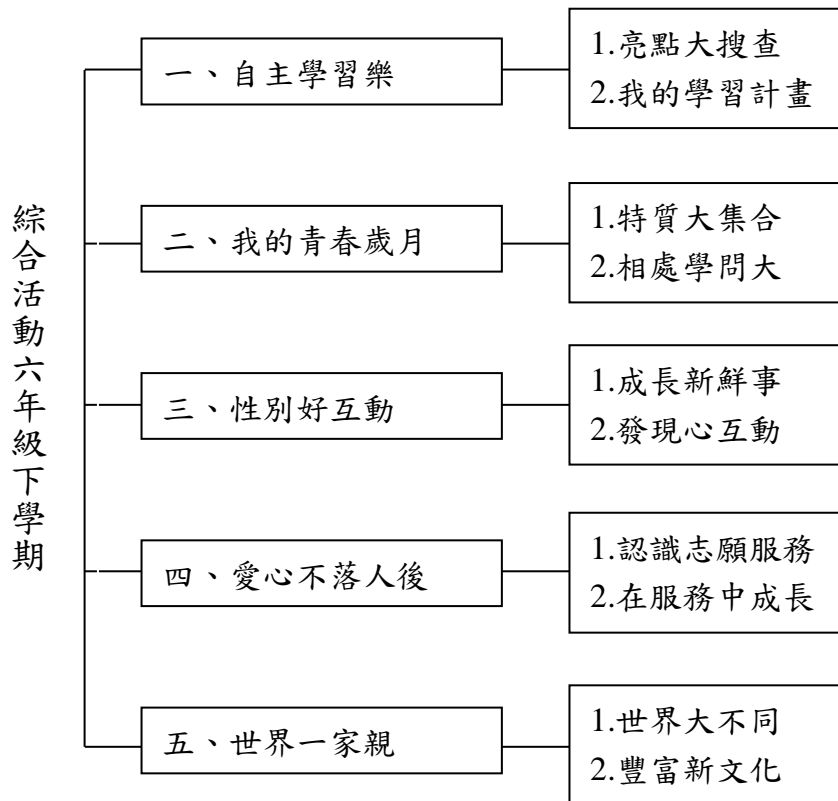 綜合活動六年級下學期
一、自主學習樂
1.亮點大搜查
2.我的學習計畫
二、我的青春歲月
1.特質大集合
2.相處學問大
三、性別好互動
1.成長新鮮事
2.發現心互動
四、愛心不落人後
1.認識志願服務
2.在服務中成長
五、世界一家親
1.世界大不同
2.豐富新文化